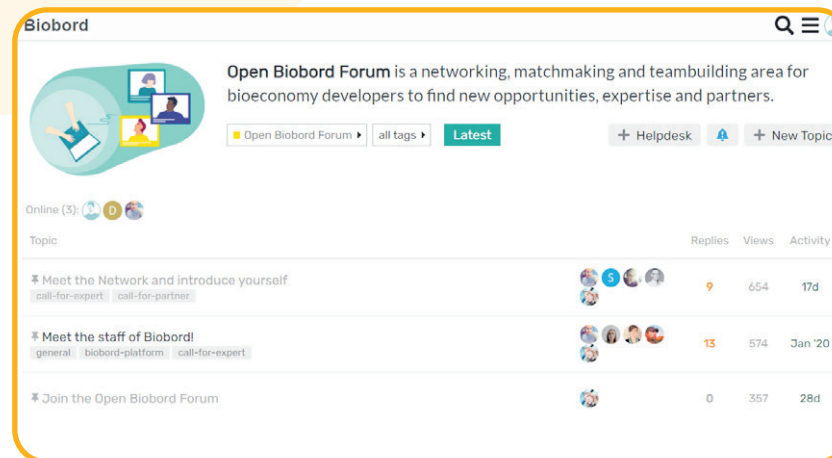 Biobord
Open Biobord Forum is a networking, matchmaking and teambuilding area for
bioeconomy developers to find new opportunities, expertise and partners.
Open Biobord Forum all tags Latest + Helpdesk + New Topic
Online (3): D
Topic Replies Views Activity
Meet the Network and introduce yourself S 9 654 17d
call-for-expert call-for-partner
Meet the staff of Biobord! 13 574 Jan '20
general biobord-platform call-for-expert
Join the Open Biobord Forum 0 357 28d